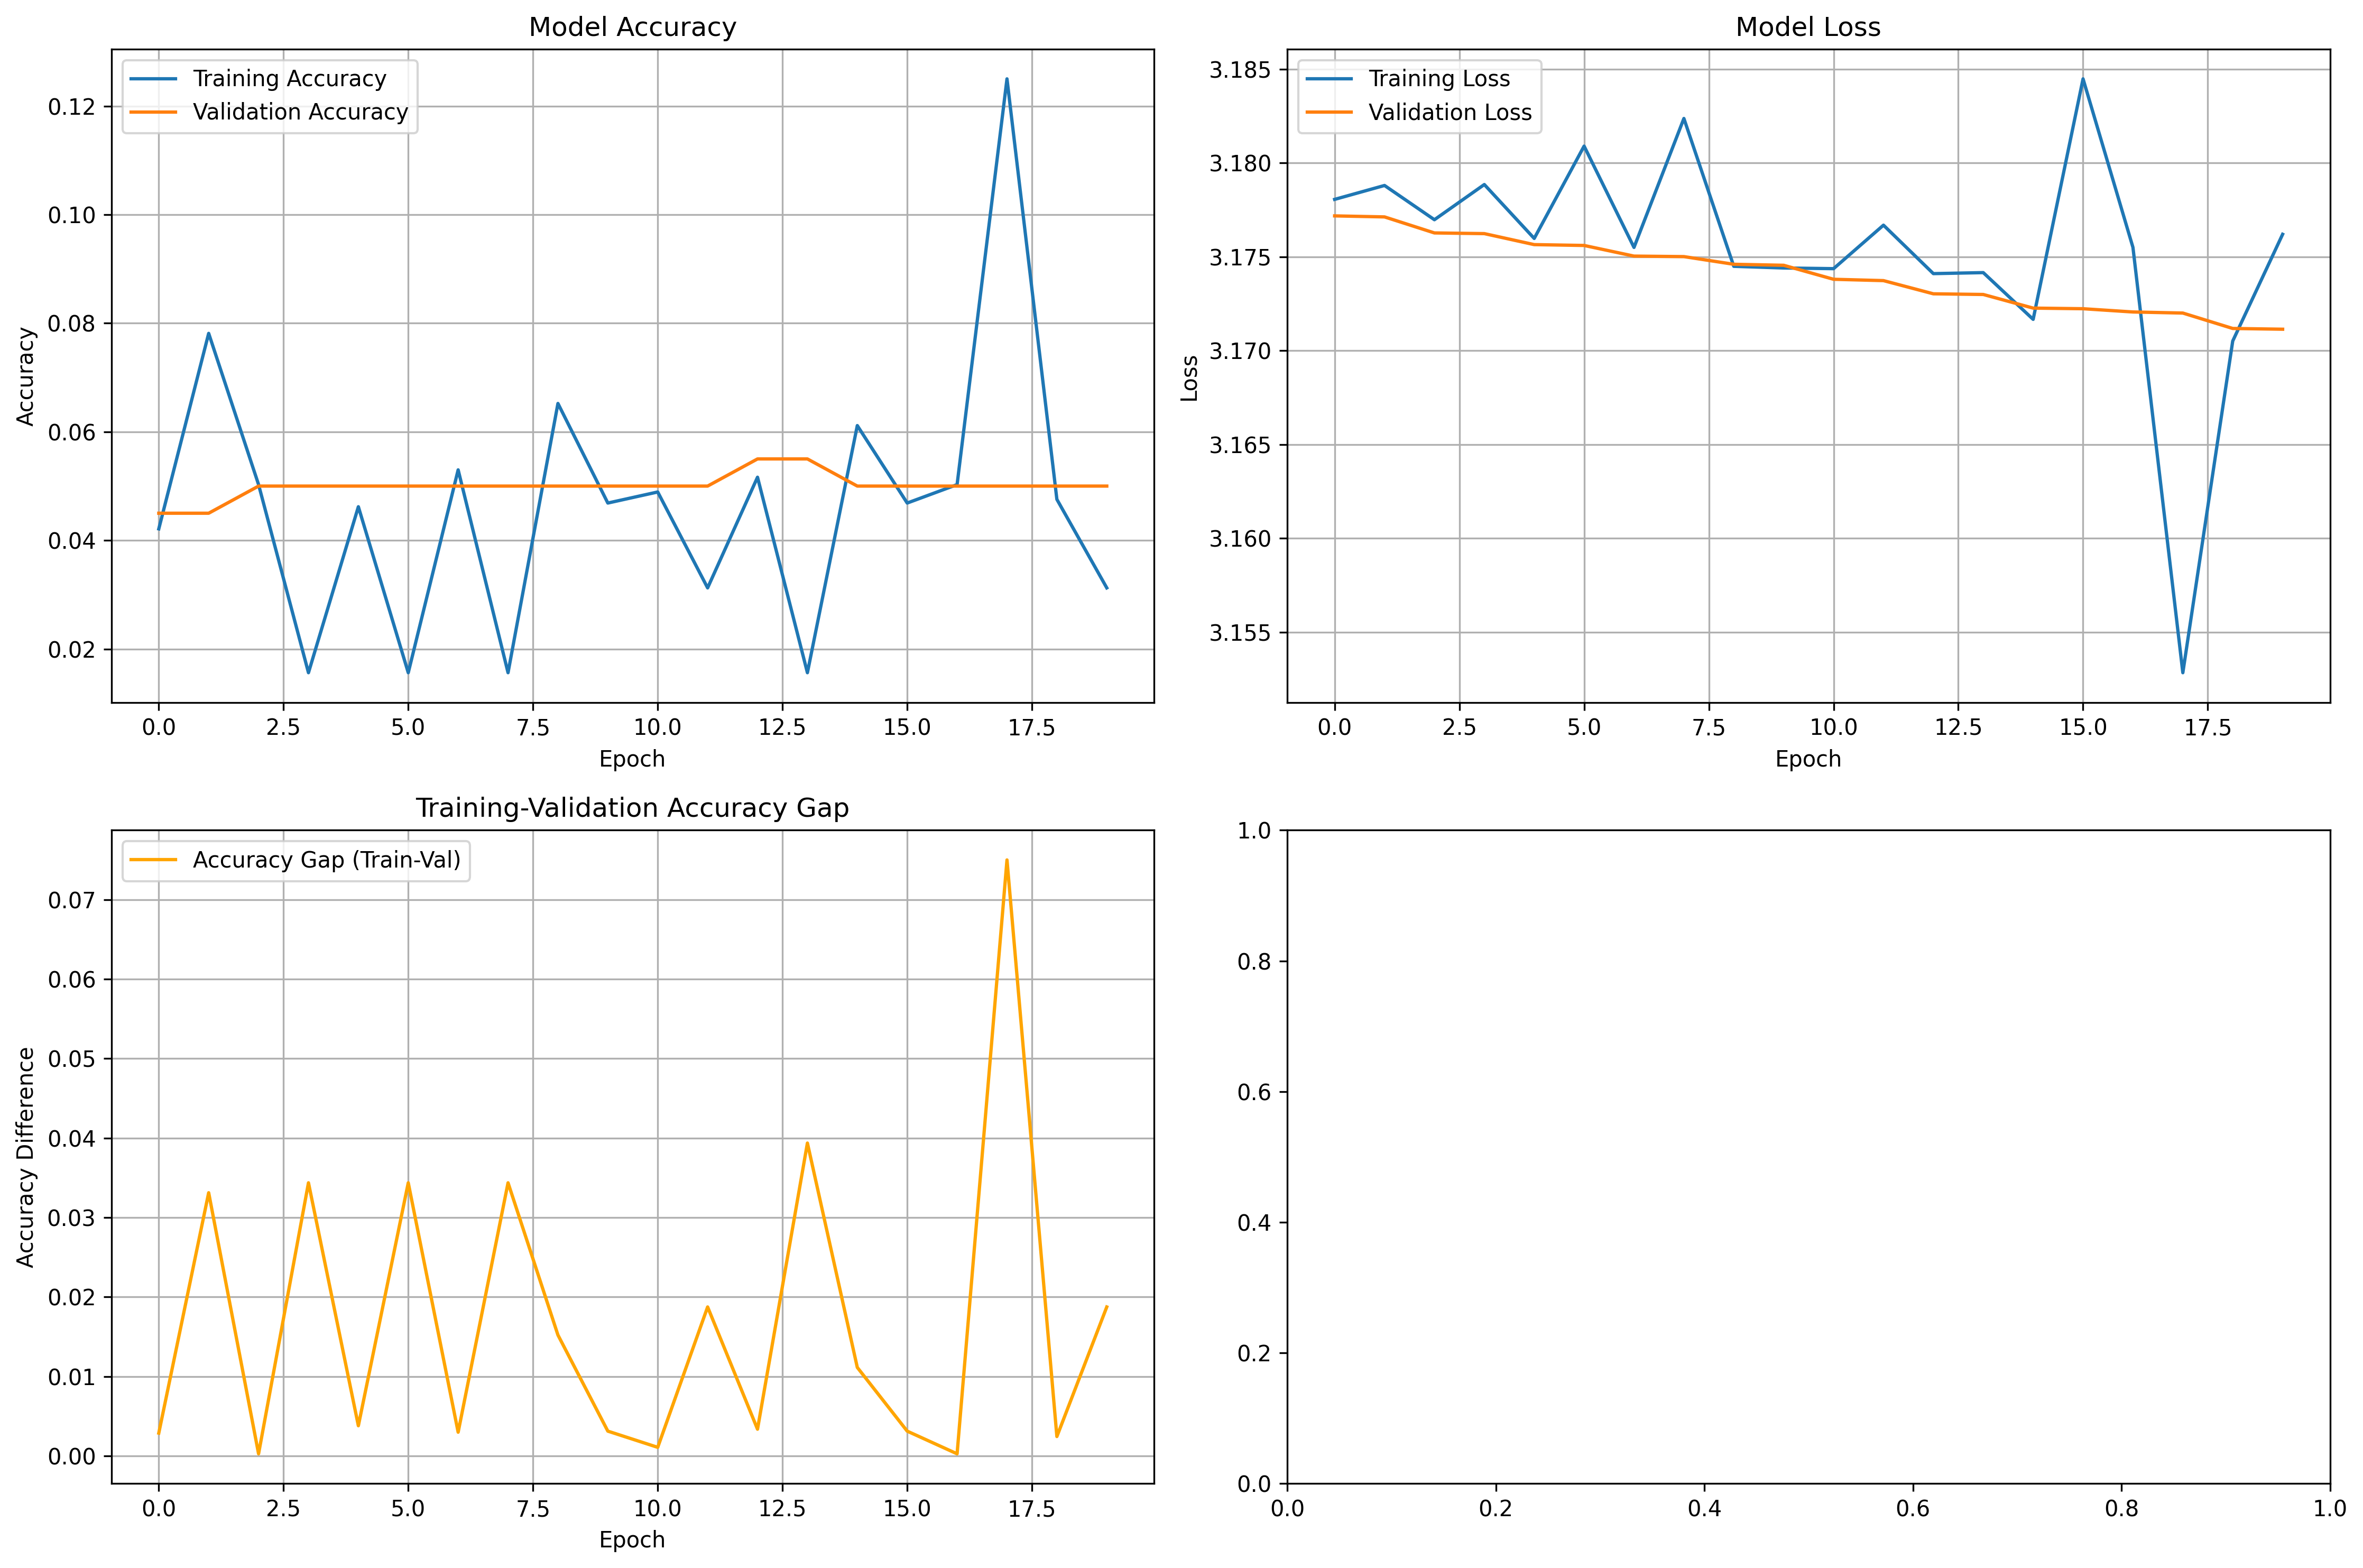 Model Accuracy
Training Accuracy
Validation Accuracy
Accuracy
0.12
0.10
0.08
0.06
0.04
0.02
0.0 2.5 5.0 7.5 10.0 12.5 15.0 17.5
Epoch
Model Loss
Training Loss
Validation Loss
Loss
3.185
3.180
3.175
3.170
3.165
3.160
3.155
0.0 2.5 5.0 7.5 10.0 12.5 15.0 17.5
Epoch
Training-Validation Accuracy Gap
Accuracy Gap (Train-Val)
Accuracy Difference
0.07
0.06
0.05
0.04
0.03
0.02
0.01
0.00
0.0 2.5 5.0 7.5 10.0 12.5 15.0 17.5
Epoch
1.0
0.8
0.6
0.4
0.2
0.0
0.0 0.2 0.4 0.6 0.8 1.0